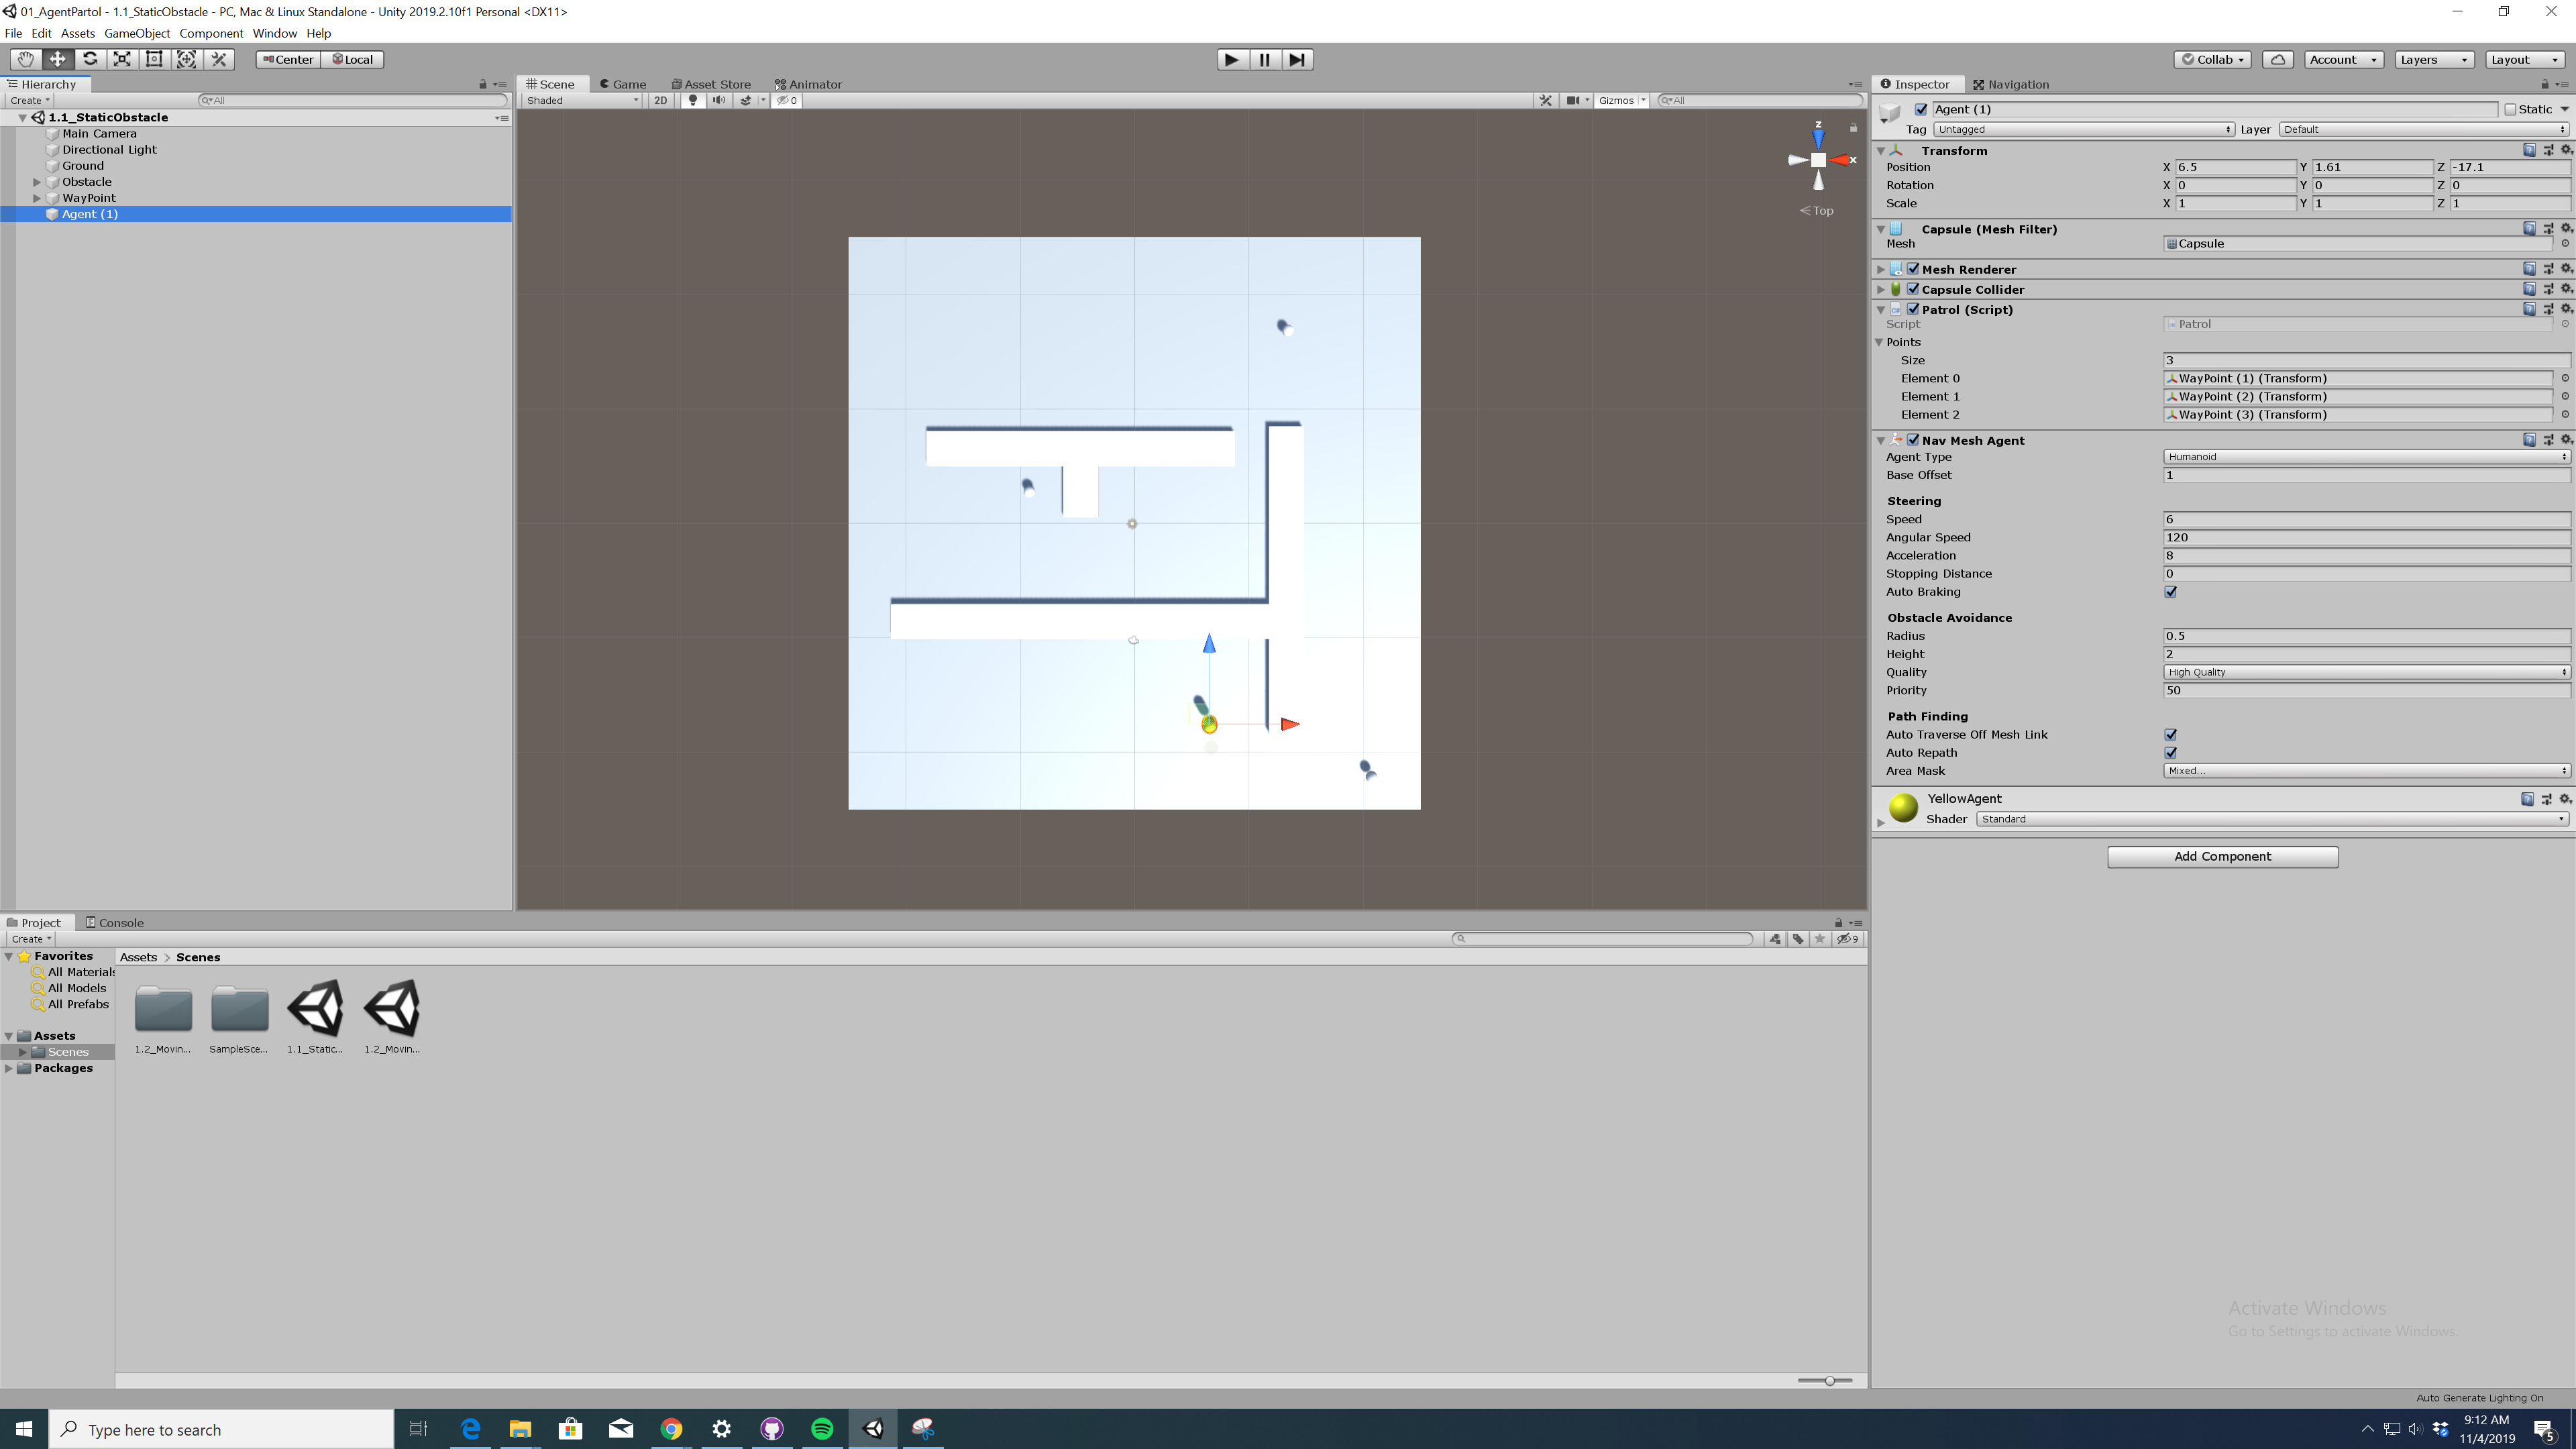 01_AgentPartol - 1.1_StaticObstacle - PC, Mac & Linux Standalone - Unity 2019.2.10f1 Personal <DX11>
File Edit Assets GameObject Component Window Help
Center Local Collab Account Layers Layout
Hierarchy
Create All
1.1_StaticObstacle
Main Camera
Directional Light
Ground
Obstacle
WayPoint
Agent (1)
Scene Game Asset Store Animator
Shaded 2D 0 Gizmos All
z
x
Top
Inspector Navigation
Agent (1) Static
Tag Untagged Layer Default
Transform
Position X 6.5 Y 1.61 Z -17.1
Rotation X 0 Y 0 Z 0
Scale X 1 Y 1 Z 1
Capsule (Mesh Filter)
Mesh Capsule
Mesh Renderer
Capsule Collider
Patrol (Script)
Script Patrol
Points
Size 3
Element 0 WayPoint (1) (Transform)
Element 1 WayPoint (2) (Transform)
Element 2 WayPoint (3) (Transform)
Nav Mesh Agent
Agent Type Humanoid
Base Offset 1
Steering
Speed 6
Angular Speed 120
Acceleration 8
Stopping Distance 0
Auto Braking
Obstacle Avoidance
Radius 0.5
Height 2
Quality High Quality
Priority 50
Path Finding
Auto Traverse Off Mesh Link
Auto Repath
Area Mask Mixed...
YellowAgent
Shader Standard
Add Component
Project Console
Create 9
Favorites
All Materials
All Models
All Prefabs
Assets
Scenes
Packages
Assets > Scenes
1.2_Movin... SampleSce... 1.1_Static... 1.2_Movin...
Activate Windows
Go to Settings to activate Windows.
Auto Generate Lighting On
Type here to search
9:12 AM
11/4/2019
5